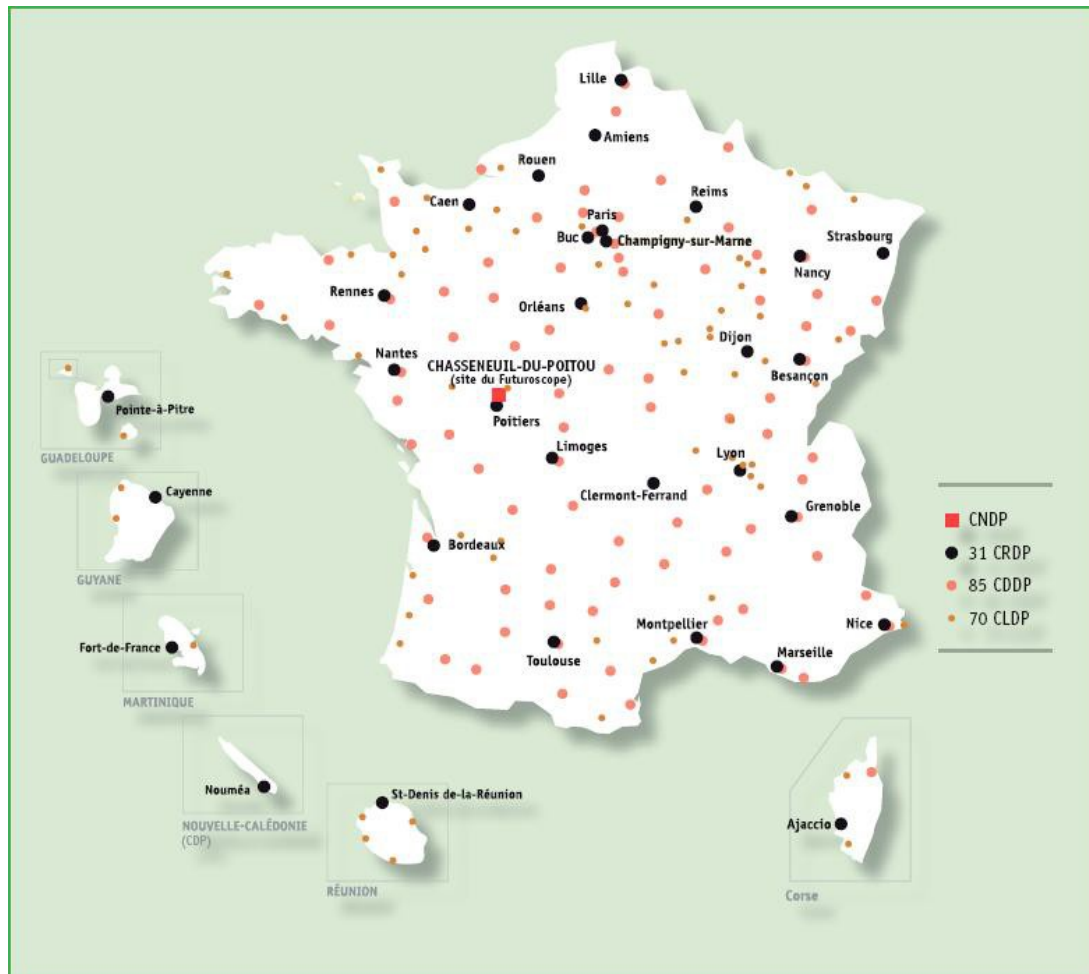 Lille
Amiens
Rouen
Reims
Caen
Paris
Buc
Champigny-sur-Marne
Strasbourg
Nancy
Rennes
Orléans
Dijon
Nantes
CHASSENEUIL-DU-POITOU
(site du Futuroscope)
Besançon
Poitiers
Pointe-à-Pitre
GUADELOUPE
Limoges
Lyon
Clermont-Ferrand
Cayenne
GUYANE
Grenoble
Bordeaux
CNDP
31 CRDP
85 CDDP
70 CLDP
Fort-de-France
MARTINIQUE
Montpellier
Nice
Toulouse
Marseille
Nouméa
NOUVELLE-CALÉDONIE
(CDP)
St-Denis de-la-Réunion
RÉUNION
Ajaccio
Corse